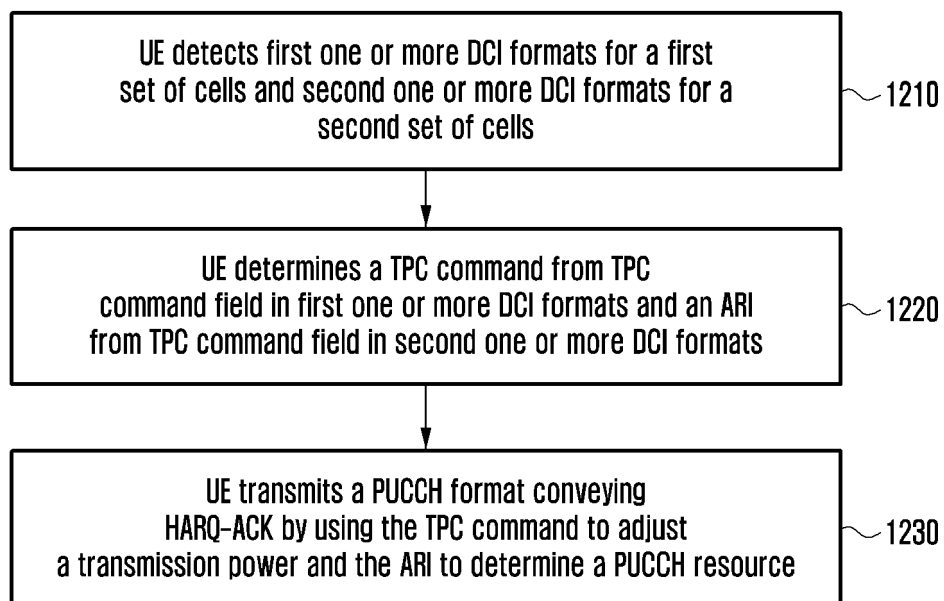 UE detects first one or more DCI formats for a first
set of cells and second one or more DCI formats for a
second set of cells
1210
UE determines a TPC command from TPC
command field in first one or more DCI formats and an ARI
from TPC command field in second one or more DCI formats
1220
UE transmits a PUCCH format conveying
HARQ-ACK by using the TPC command to adjust
a transmission power and the ARI to determine a PUCCH resource
1230